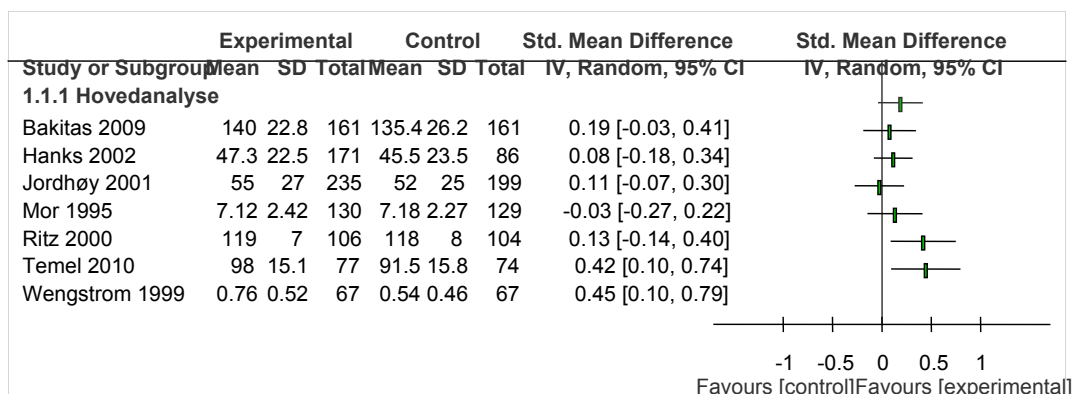 Experimental Control Std. Mean Difference Std. Mean Difference
Study or Subgroup Mean SD Total Mean SD Total IV, Random, 95% CI IV, Random, 95% CI
1.1.1 Hovedanalyse
Bakitas 2009 140 22.8 161 135.4 26.2 161 0.19 [-0.03, 0.41]
Hanks 2002 47.3 22.5 171 45.5 23.5 86 0.08 [-0.18, 0.34]
Jordhøy 2001 55 27 235 52 25 199 0.11 [-0.07, 0.30]
Mor 1995 7.12 2.42 130 7.18 2.27 129 -0.03 [-0.27, 0.22]
Ritz 2000 119 7 106 118 8 104 0.13 [-0.14, 0.40]
Temel 2010 98 15.1 77 91.5 15.8 74 0.42 [0.10, 0.74]
Wengstrom 1999 0.76 0.52 67 0.54 0.46 67 0.45 [0.10, 0.79]
-1 -0.5 0 0.5 1
Favours [control] Favours [experimental]